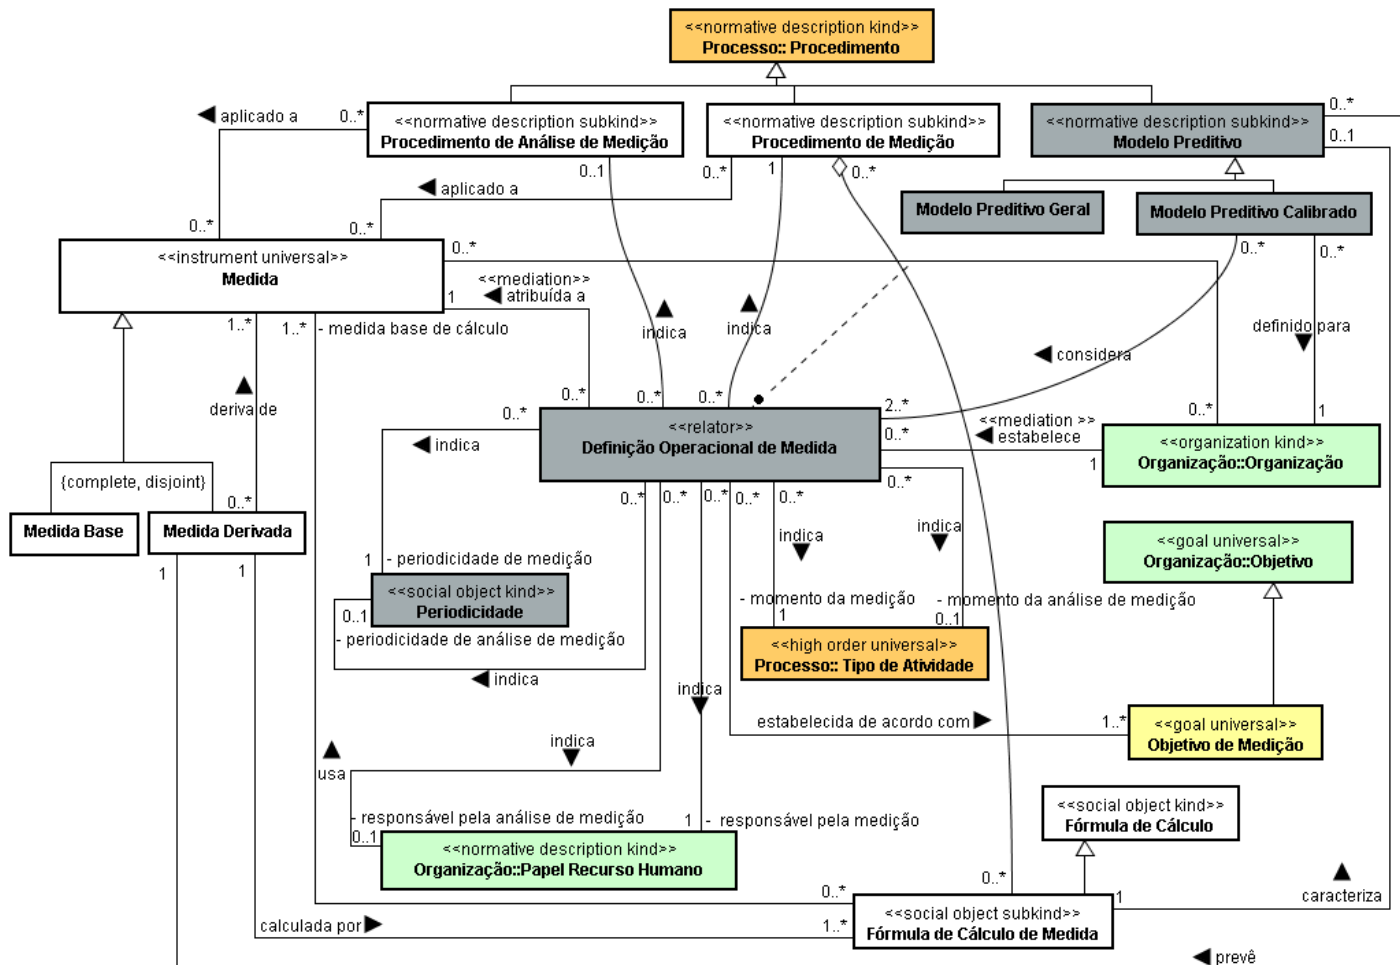 <<normative description kind>>
Processo:: Procedimento
aplicado a
0..*
<<normative description subkind>>
Procedimento de Análise de Medição
<<normative description subkind>>
Procedimento de Medição
<<normative description subkind>>
Modelo Preditivo
0..*
0..1
0..1
0..*
1
0..*
aplicado a
Modelo Preditivo Geral
Modelo Preditivo Calibrado
0..*
0..*
0..*
0..*
0..*
<<instrument universal>>
Medida
<<mediation>>
1
atribuída a
1..*
1..*
- medida base de cálculo
indica
indica
definido para
considera
deriva de
0..*
0..*
0..*
0..*
2..*
0..*
1
<<relator>>
Definição Operacional de Medida
0..*
<<mediation >>
estabelece
1
<<organization kind>>
Organização::Organização
indica
{complete, disjoint}
0..*
0..*
0..*
0..*
0..*
0..*
0..*
Medida Base
Medida Derivada
indica
indica
<<goal universal>>
Organização::Objetivo
1
1
1
- periodicidade de medição
<<social object kind>>
Periodicidade
0..1
- periodicidade de análise de medição
- momento da medição
1
- momento da análise de medição
0..1
<<high order universal>>
Processo:: Tipo de Atividade
indica
indica
estabelecida de acordo com
1..*
<<goal universal>>
Objetivo de Medição
indica
usa
- responsável pela análise de medição
0..1
1
- responsável pela medição
<<normative description kind>>
Organização::Papel Recurso Humano
<<social object kind>>
Fórmula de Cálculo
0..*
0..*
1
caracteriza
calculada por
1..*
<<social object subkind>>
Fórmula de Cálculo de Medida
prevê